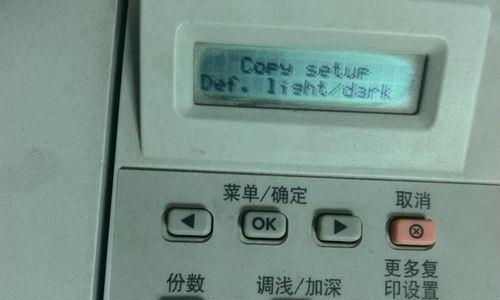 Copy setup
Def. light/dark
菜单/确定
取消
OK
份数
调浅/加深
更多复
印设置